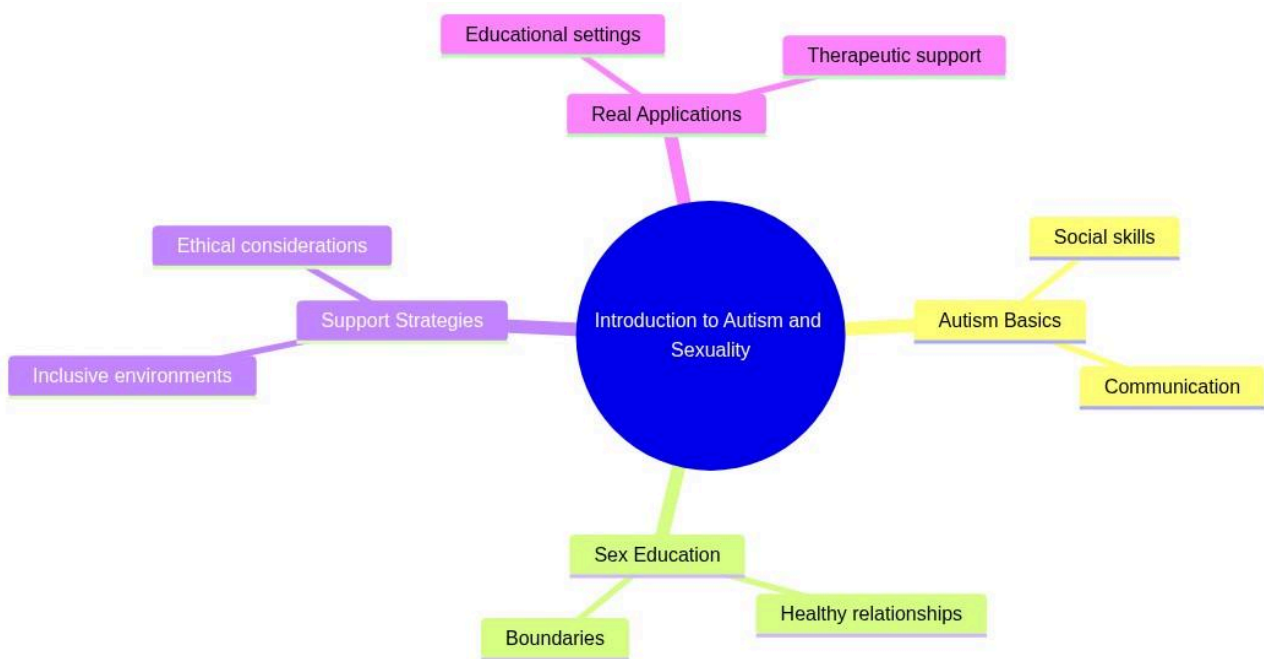 Educational settings
Therapeutic support
Real Applications
Ethical considerations
Social skills
Support Strategies
Introduction to Autism and
Sexuality
Autism Basics
Inclusive environments
Communication
Sex Education
Healthy relationships
Boundaries